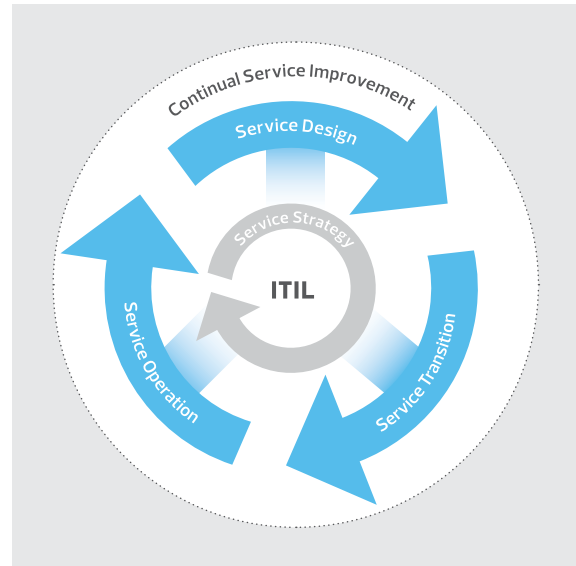 Continual Service Improvement
Service Design
Service Strategy
ITIL
Service Transition
Service Operation